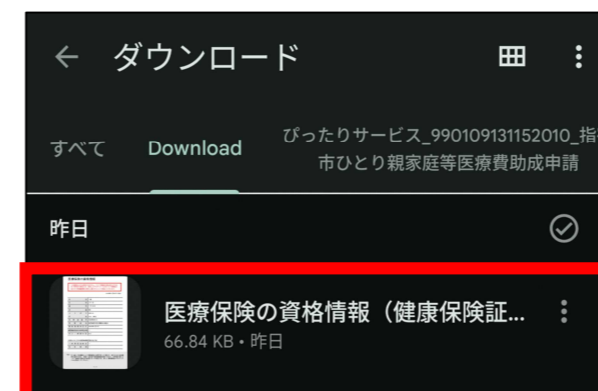 ダウンロード
すべて
Download
ぴったりサービス_990109131152010_指
市ひとり親家庭等医療費助成申請
昨日
医療保険の資格情報（健康保険証...
66.84 KB • 昨日